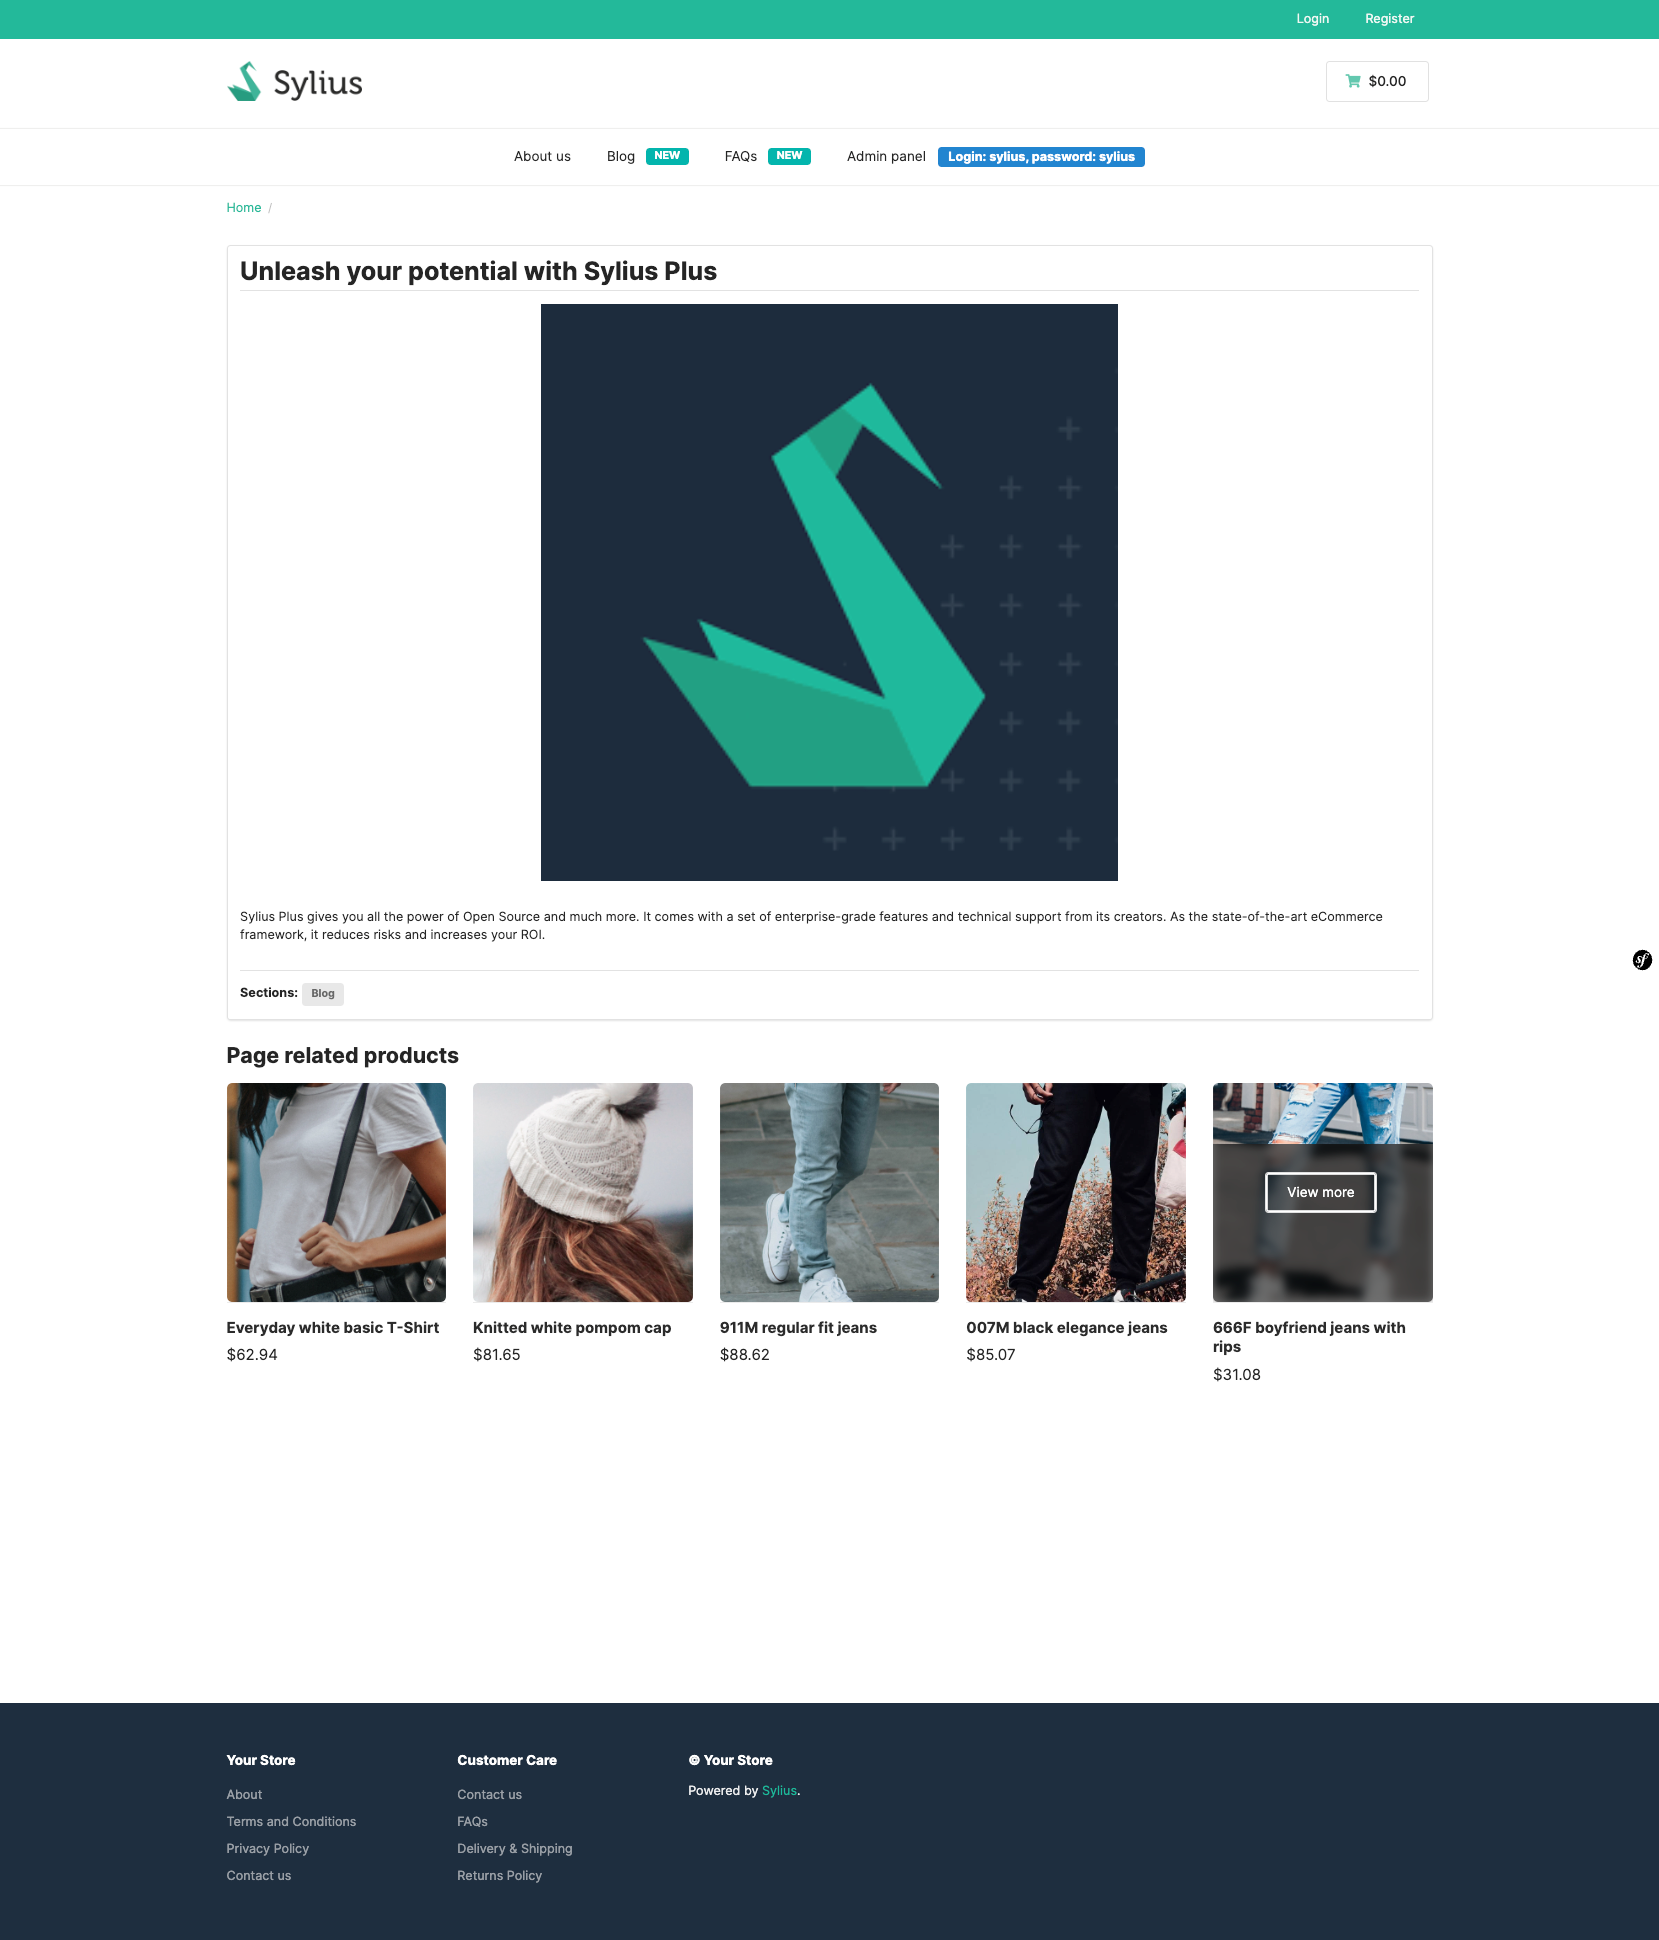 Login Register
Sylius
$0.00
About us Blog NEW FAQs NEW Admin panel Login: sylius, password: sylius
Home /
Unleash your potential with Sylius Plus
Sylius Plus gives you all the power of Open Source and much more. It comes with a set of enterprise-grade features and technical support from its creators. As the state-of-the-art eCommerce
framework, it reduces risks and increases your ROI.
sf
Sections: Blog
Page related products
View more
Everyday white basic T-Shirt
$62.94
Knitted white pompom cap
$81.65
911M regular fit jeans
$88.62
007M black elegance jeans
$85.07
666F boyfriend jeans with
rips
$31.08
Your Store
About
Terms and Conditions
Privacy Policy
Contact us
Customer Care
Contact us
FAQs
Delivery & Shipping
Returns Policy
© Your Store
Powered by Sylius.